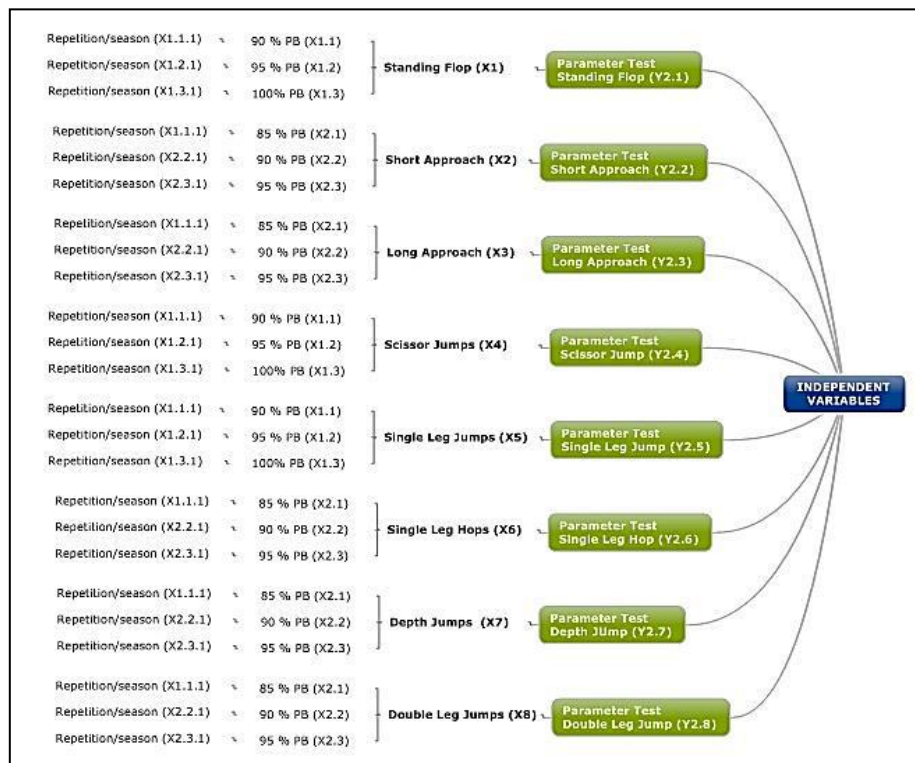 Repetition/season (X1.1.1) 90 % PB (X1.1)
Repetition/season (X1.2.1) 95 % PB (X1.2)
Repetition/season (X1.3.1) 100% PB (X1.3)
Standing Flop (X1)
Parameter Test
Standing Flop (Y2.1)
Repetition/season (X1.1.1) 85 % PB (X2.1)
Repetition/season (X2.2.1) 90 % PB (X2.2)
Repetition/season (X2.3.1) 95 % PB (X2.3)
Short Approach (X2)
Parameter Test
Short Approach (Y2.2)
Repetition/season (X1.1.1) 85 % PB (X2.1)
Repetition/season (X2.2.1) 90 % PB (X2.2)
Repetition/season (X2.3.1) 95 % PB (X2.3)
Long Approach (X3)
Parameter Test
Long Approach (Y2.3)
Repetition/season (X1.1.1) 90 % PB (X1.1)
Repetition/season (X1.2.1) 95 % PB (X1.2)
Repetition/season (X1.3.1) 100% PB (X1.3)
Scissor Jumps (X4)
Parameter Test
Scissor Jump (Y2.4)
INDEPENDENT
VARIABLES
Repetition/season (X1.1.1) 90 % PB (X1.1)
Repetition/season (X1.2.1) 95 % PB (X1.2)
Repetition/season (X1.3.1) 100% PB (X1.3)
Single Leg Jumps (X5)
Parameter Test
Single Leg Jump (Y2.5)
Repetition/season (X1.1.1) 85 % PB (X2.1)
Repetition/season (X2.2.1) 90 % PB (X2.2)
Repetition/season (X2.3.1) 95 % PB (X2.3)
Single Leg Hops (X6)
Parameter Test
Single Leg Hop (Y2.6)
Repetition/season (X1.1.1) 85 % PB (X2.1)
Repetition/season (X2.2.1) 90 % PB (X2.2)
Repetition/season (X2.3.1) 95 % PB (X2.3)
Depth Jumps (X7)
Parameter Test
Depth JUmp (Y2.7)
Repetition/season (X1.1.1) 85 % PB (X2.1)
Repetition/season (X2.2.1) 90 % PB (X2.2)
Repetition/season (X2.3.1) 95 % PB (X2.3)
Double Leg Jumps (X8)
Parameter Test
Double Leg Jump (Y2.8)